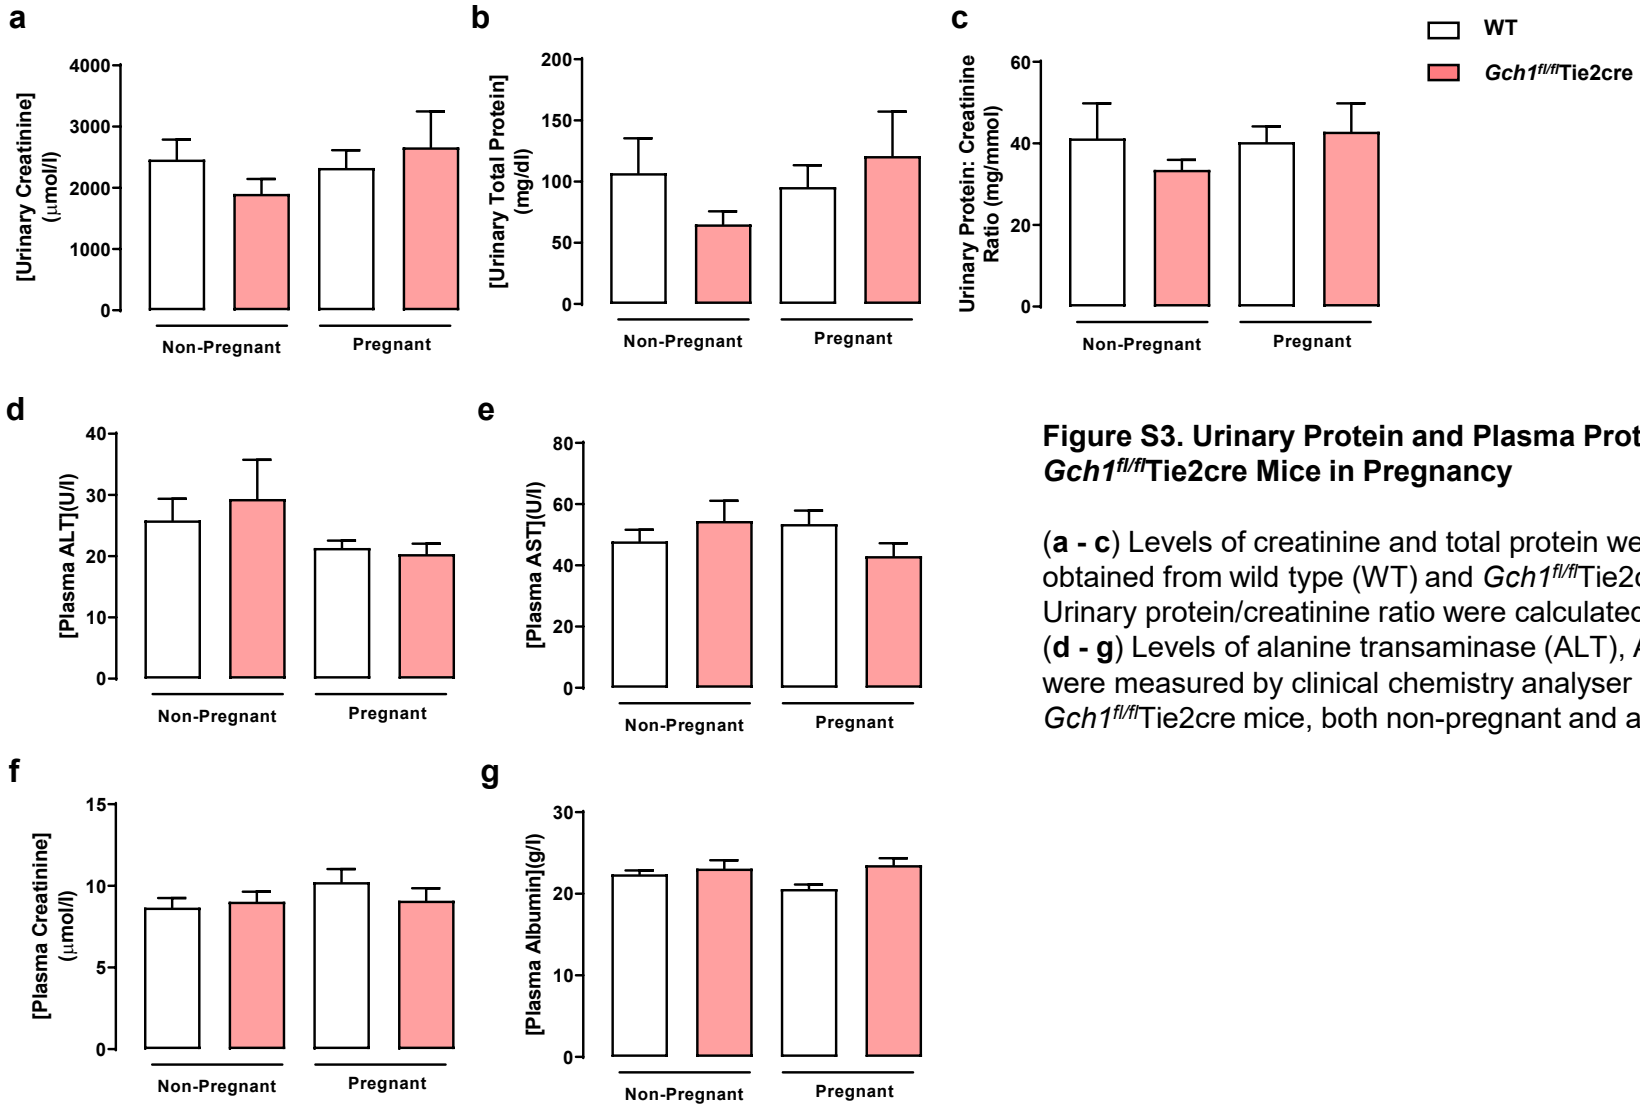 a
[Urinary Creatinine]
(μmol/l)
4000
3000
2000
1000
0
Non-Pregnant
Pregnant
b
[Urinary Total Protein]
(mg/dl)
200
150
100
50
0
Non-Pregnant
Pregnant
c
Urinary Protein: Creatinine
Ratio (mg/mmol)
60
40
20
0
Non-Pregnant
Pregnant
WT
Gch1fl/flTie2cre
d
[Plasma ALT](U/l)
40
30
20
10
0
Non-Pregnant
Pregnant
e
[Plasma AST](U/l)
80
60
40
20
0
Non-Pregnant
Pregnant
Figure S3. Urinary Protein and Plasma Prot
Gch1fl/flTie2cre Mice in Pregnancy
(a - c) Levels of creatinine and total protein we
obtained from wild type (WT) and Gch1fl/flTie2c
Urinary protein/creatinine ratio were calculated
(d - g) Levels of alanine transaminase (ALT), A
were measured by clinical chemistry analyser
Gch1fl/flTie2cre mice, both non-pregnant and a
f
[Plasma Creatinine]
(μmol/l)
15
10
5
0
Non-Pregnant
Pregnant
g
[Plasma Albumin](g/l)
30
20
10
0
Non-Pregnant
Pregnant